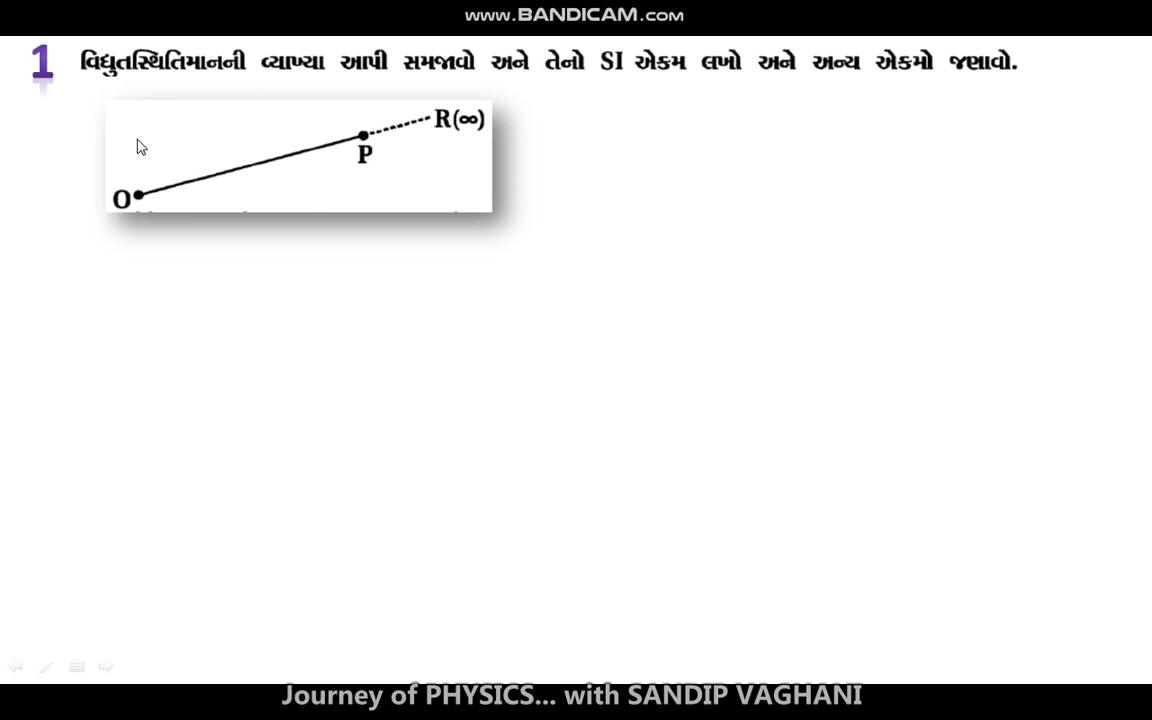 www.BANDICAM.com
1 વિદ્યુતસ્થિતિમાનની વ્યાખ્યા આપી સમજાવો અને તેનો SI એકમ લખો અને અન્ય એકમો જણાવો.
R(∞)
P
O
Journey of PHYSICS... with SANDIP VAGHANI